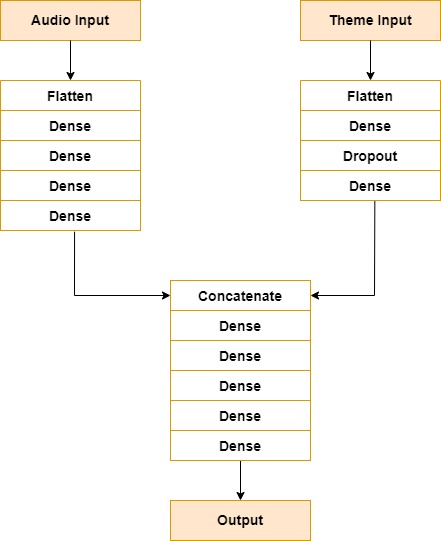 Audio Input
Flatten
Dense
Dense
Dense
Dense
Theme Input
Flatten
Dense
Dropout
Dense
Concatenate
Dense
Dense
Dense
Dense
Dense
Output